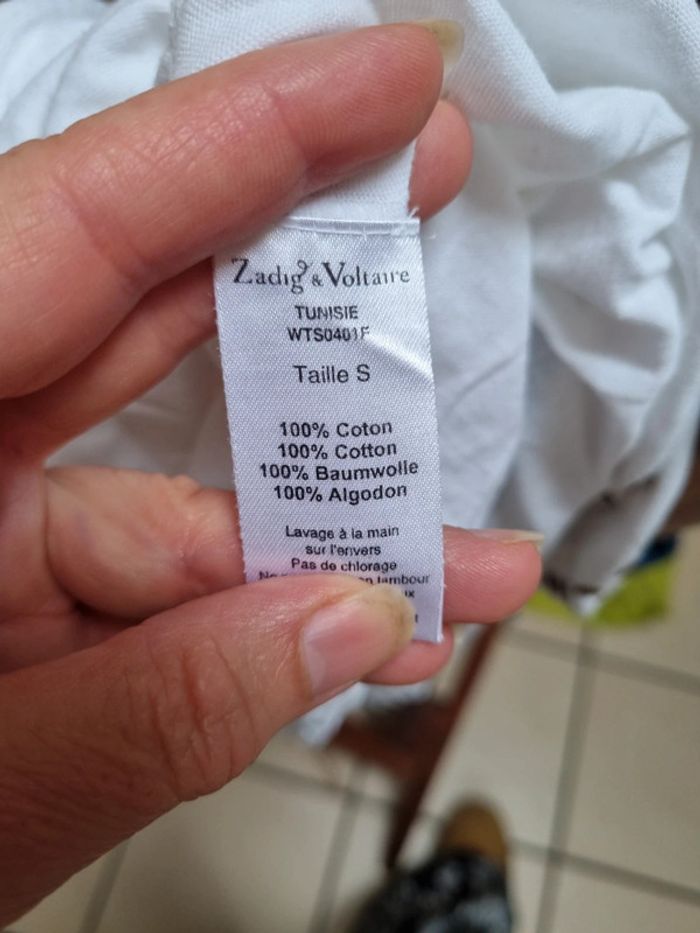 Zadig & Voltaire
TUNISIE
WTS0401F
Taille S
100% Coton
100% Cotton
100% Baumwolle
100% Algodon
Lavage à la main
sur l'envers
Pas de chlorage
tambour